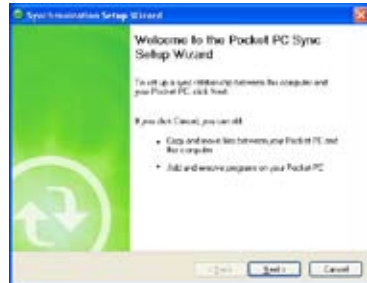 Synchronization Setup Wizard
Welcome to the Pocket PC Sync
Setup Wizard
To set up a sync relationship between this computer and
your Pocket PC, click Next.
If you click Cancel, you can still:
• Copy and move files between your Pocket PC and
this computer
• Add and remove programs on your Pocket PC
< Back
Next >
Cancel